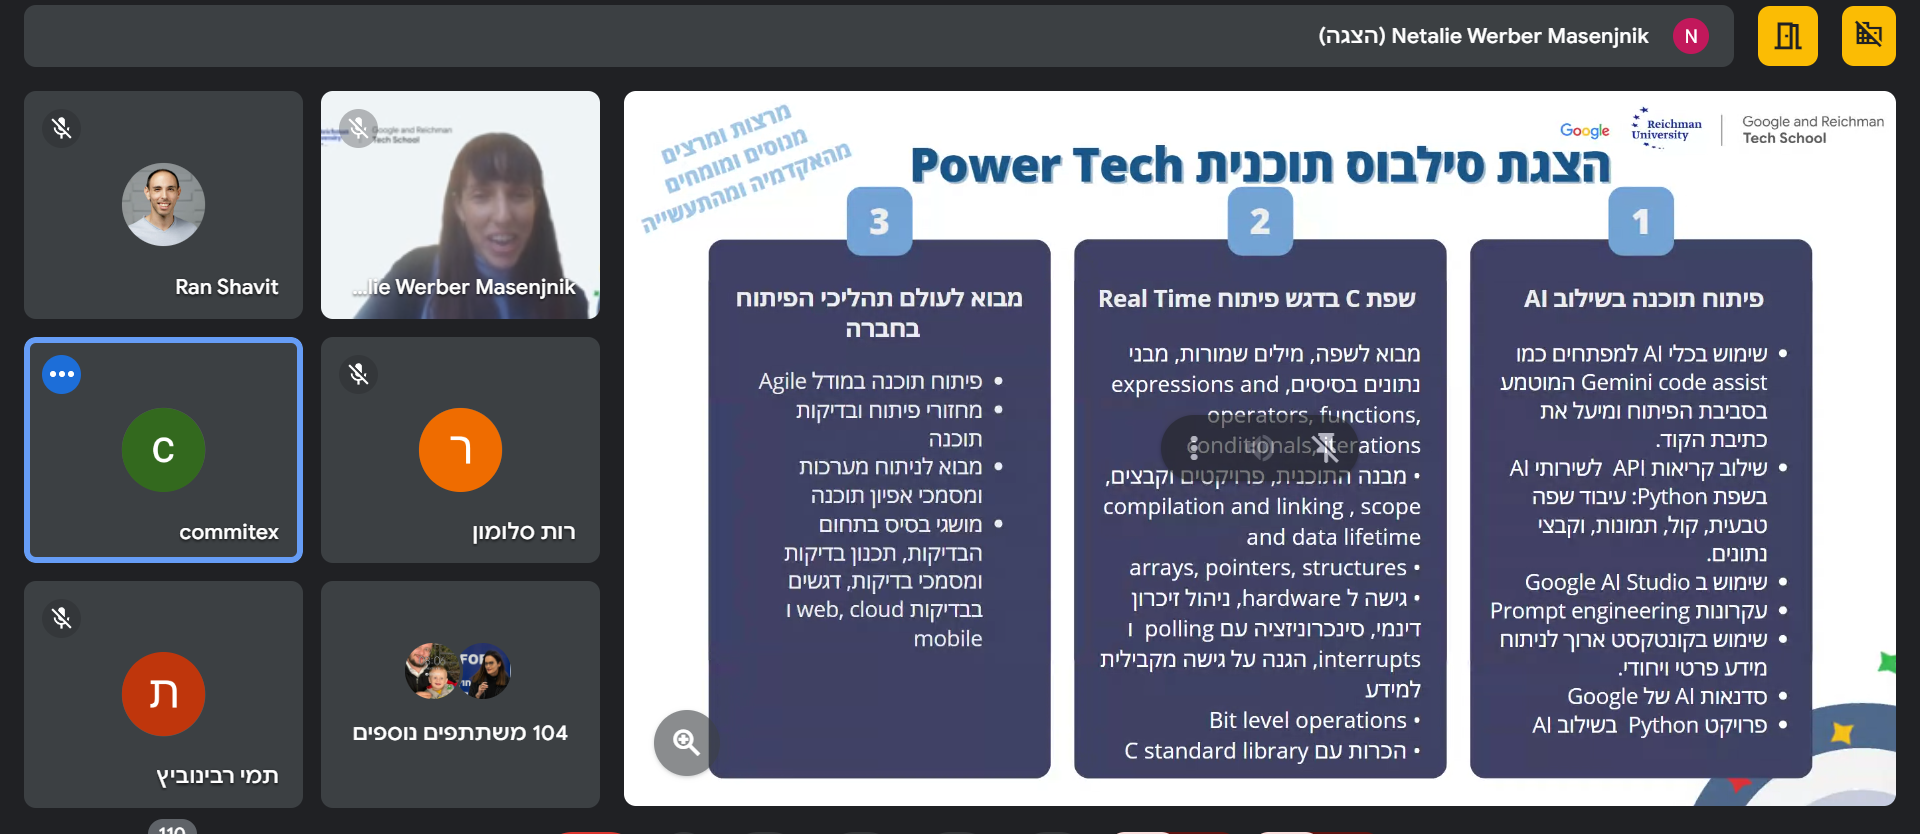 Netalie Werber Masenjnik (הצגה)
N
Ran Shavit
Google and Reichman
Tech School
...lie Werber Masenjnik
c
commitex
ר
רות סלומון
ת
תמי רבינוביץ
104 משתתפים נוספים
110
מרצות ומרצים
מנוסים ומומחים
מהאקדמיה ומהתעשייה
Google
Reichman
University
Google and Reichman
Tech School
הצגת סילבוס תוכנית Power Tech
1
פיתוח תוכנה בשילוב AI
• שימוש בכלי AI למפתחים כמו
Gemini code assist המוטמע
בסביבת הפיתוח ומיעל את
כתיבת הקוד.
• שילוב קריאות API לשירותי AI
בשפת Python: עיבוד שפה
טבעית, קול, תמונות, וקבצי
נתונים.
• שימוש ב Google AI Studio
• עקרונות Prompt engineering
• שימוש בקונטקסט ארוך לניתוח
מידע פרטי ויחודי.
• סדנאות AI של Google
• פרויקט Python בשילוב AI
2
שפת C בדגש פיתוח Real Time
מבוא לשפה, מילים שמורות, מבני
נתונים בסיסים, expressions and
operators, functions,
conditionals, iterations
• מבנה התוכנית, פרויקטים וקבצים,
compilation and linking , scope
and data lifetime
• arrays, pointers, structures
• גישה ל hardware, ניהול זיכרון
דינמי, סינכרוניזציה עם polling ו
interrupts, הגנה על גישה מקבילית
למידע
• Bit level operations
• הכרות עם C standard library
3
מבוא לעולם תהליכי הפיתוח
בחברה
• פיתוח תוכנה במודל Agile
• מחזורי פיתוח ובדיקות
תוכנה
• מבוא לניתוח מערכות
ומסמכי אפיון תוכנה
• מושגי בסיס בתחום
הבדיקות, תכנון בדיקות
ומסמכי בדיקות, דגשים
בבדיקות web, cloud ו
mobile